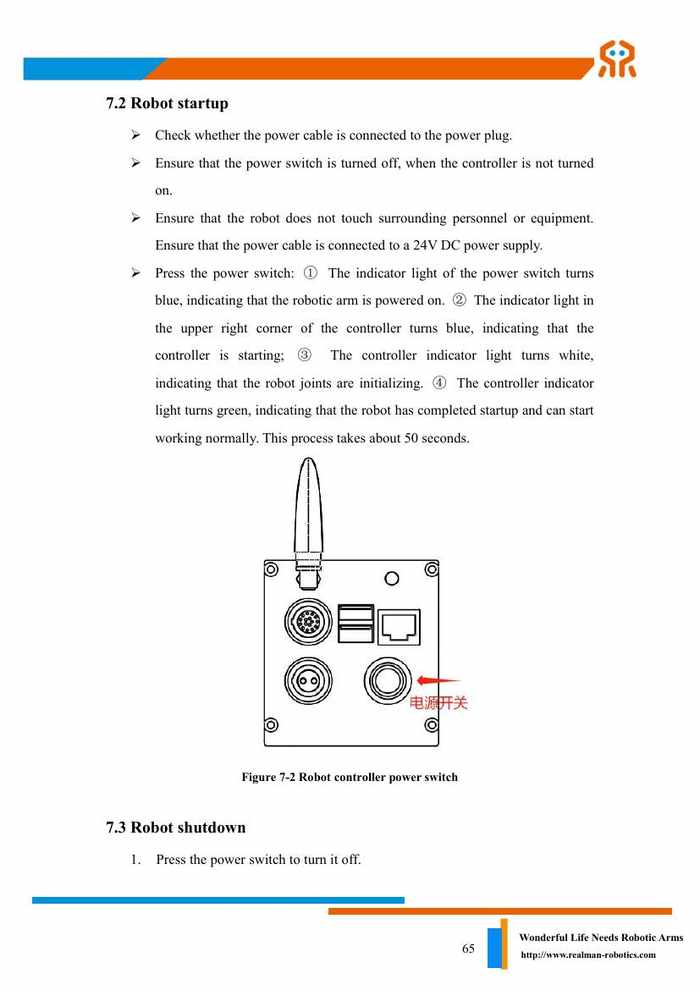 7.2 Robot startup
➢ Check whether the power cable is connected to the power plug.
➢ Ensure that the power switch is turned off, when the controller is not turned
on.
➢ Ensure that the robot does not touch surrounding personnel or equipment.
Ensure that the power cable is connected to a 24V DC power supply.
➢ Press the power switch: ① The indicator light of the power switch turns
blue, indicating that the robotic arm is powered on. ② The indicator light in
the upper right corner of the controller turns blue, indicating that the
controller is starting; ③ The controller indicator light turns white,
indicating that the robot joints are initializing. ④ The controller indicator
light turns green, indicating that the robot has completed startup and can start
working normally. This process takes about 50 seconds.
电源开关
Figure 7-2 Robot controller power switch
7.3 Robot shutdown
1. Press the power switch to turn it off.
65
Wonderful Life Needs Robotic Arms
http://www.realman-robotics.com